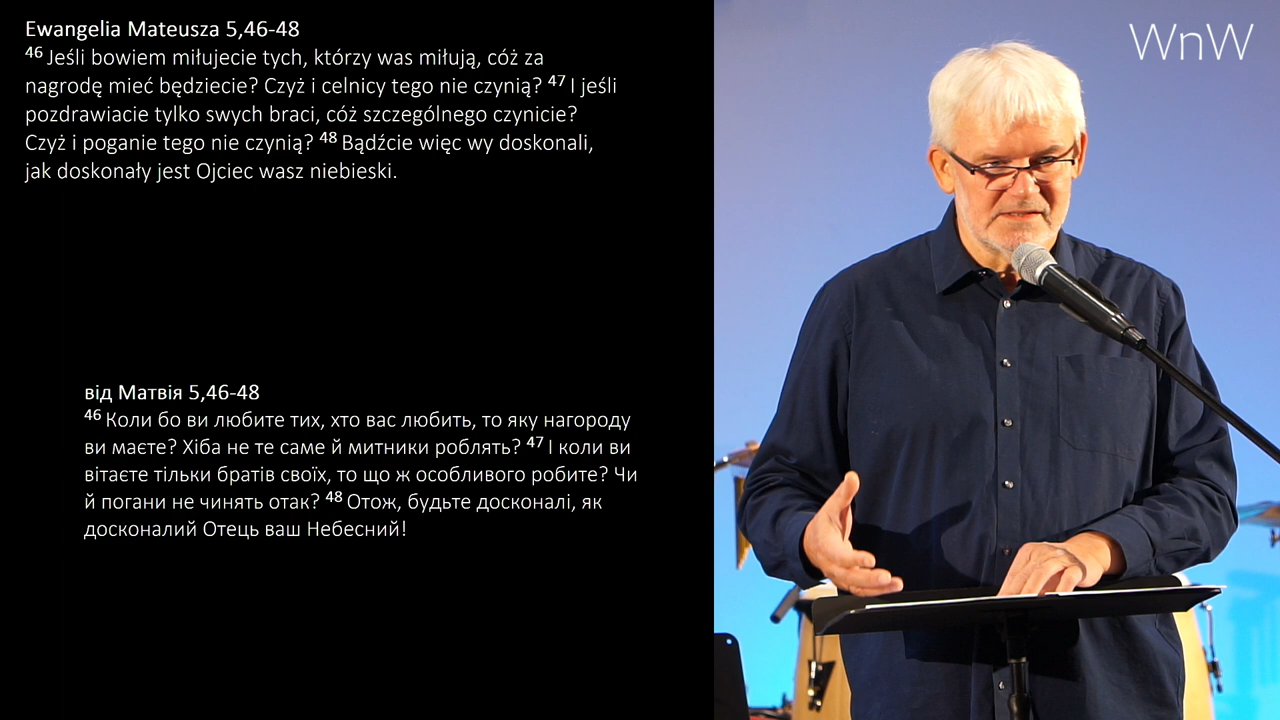 Ewangelia Mateusza 5,46-48
46 Jeśli bowiem miłujecie tych, którzy was miłują, cóż za
nagrodę mieć będziecie? Czyż i celnicy tego nie czynią? 47 I jeśli
pozdrawiacie tylko swych braci, cóż szczególnego czynicie?
Czyż i poganie tego nie czynią? 48 Bądźcie więc wy doskonali,
jak doskonały jest Ojciec wasz niebieski.
WnW
від Матвія 5,46-48
46 Коли бо ви любите тих, хто вас любить, то яку нагороду
ви маєте? Хіба не те саме й митники роблять? 47 І коли ви
вітаєте тільки братів своїх, то що ж особливого робите? Чи
й погани не чинять отак? 48 Отож, будьте досконалі, як
досконалий Отець ваш Небесний!